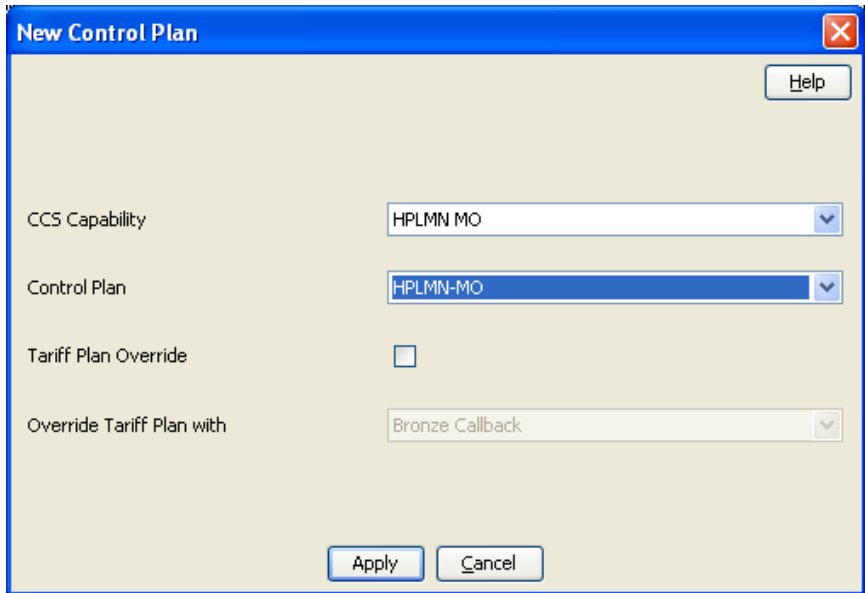 New Control Plan
Help
CCS Capability HPLMN MO
Control Plan HPLMN-MO
Tariff Plan Override
Override Tariff Plan with Bronze Callback
Apply Cancel